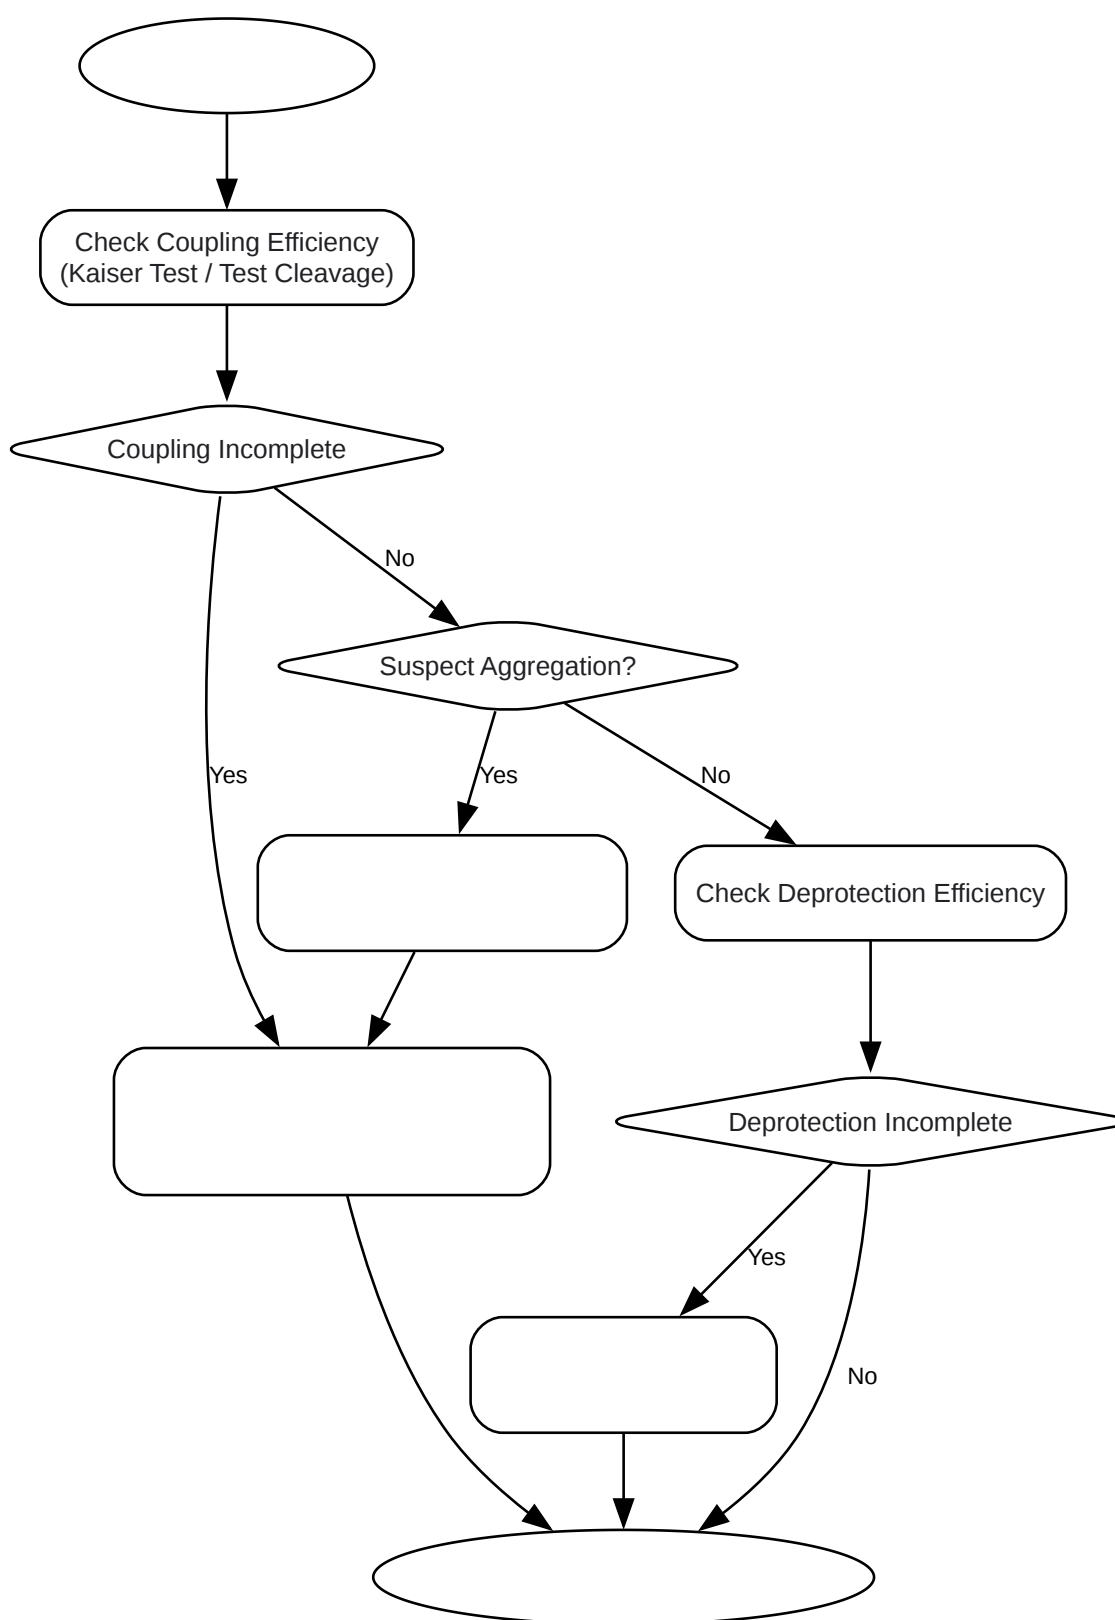 Check Coupling Efficiency
(Kaiser Test / Test Cleavage)
Coupling Incomplete
No
Suspect Aggregation?
Yes
Yes
No
Check Deprotection Efficiency
Deprotection Incomplete
Yes
No